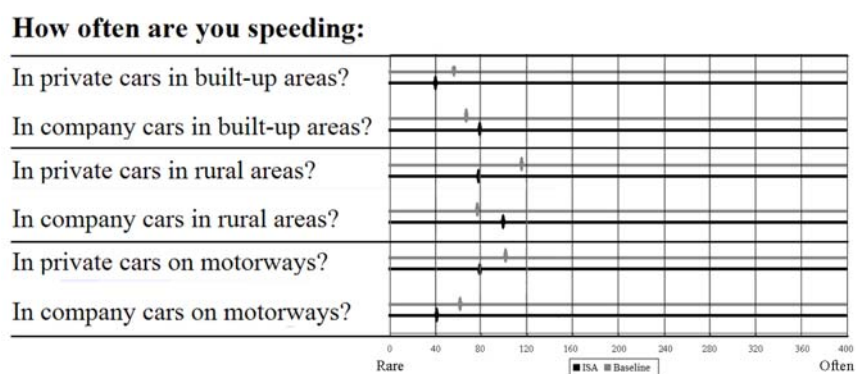 How often are you speeding:
In private cars in built-up areas?
In company cars in built-up areas?
In private cars in rural areas?
In company cars in rural areas?
In private cars on motorways?
In company cars on motorways?
0 40 80 120 160 200 240 280 320 360 400
Rare ISA Baseline Often